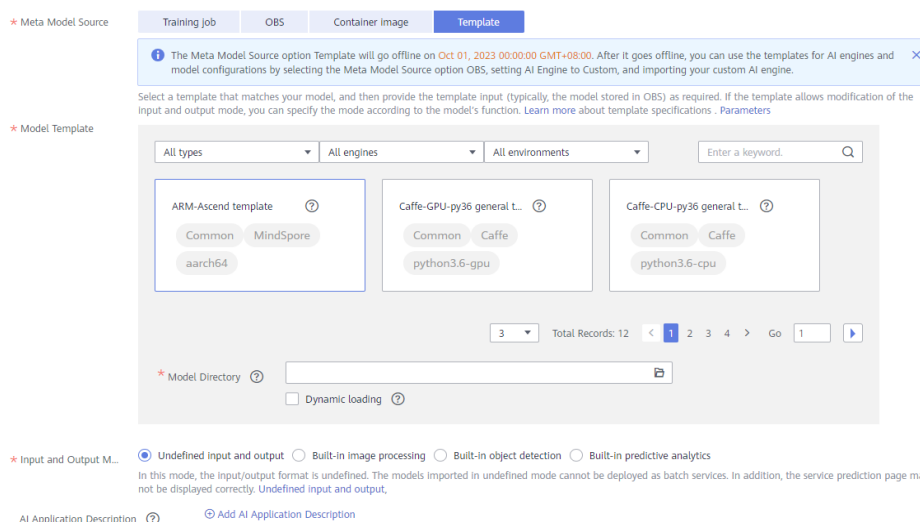 * Meta Model Source Training job OBS Container image Template
The Meta Model Source option Template will go offline on Oct 01, 2023 00:00:00 GMT+08:00. After it goes offline, you can use the templates for AI engines and
model configurations by selecting the Meta Model Source option OBS, setting AI Engine to Custom, and importing your custom AI engine.
Select a template that matches your model, and then provide the template input (typically, the model stored in OBS) as required. If the template allows modification of the
input and output mode, you can specify the mode according to the model's function. Learn more about template specifications . Parameters
* Model Template
All types All engines All environments Enter a keyword.
ARM-Ascend template ? Caffe-GPU-py36 general t... ? Caffe-CPU-py36 general t... ?
Common MindSpore Common Caffe Common Caffe
aarch64 python3.6-gpu python3.6-cpu
3 Total Records: 12 < 1 2 3 4 > Go 1
* Model Directory ?
Dynamic loading ?
* Input and Output M... Undefined input and output Built-in image processing Built-in object detection Built-in predictive analytics
In this mode, the input/output format is undefined. The models imported in undefined mode cannot be deployed as batch services. In addition, the service prediction page ma
not be displayed correctly. Undefined input and output,
AI Application Description ? Add AI Application Description